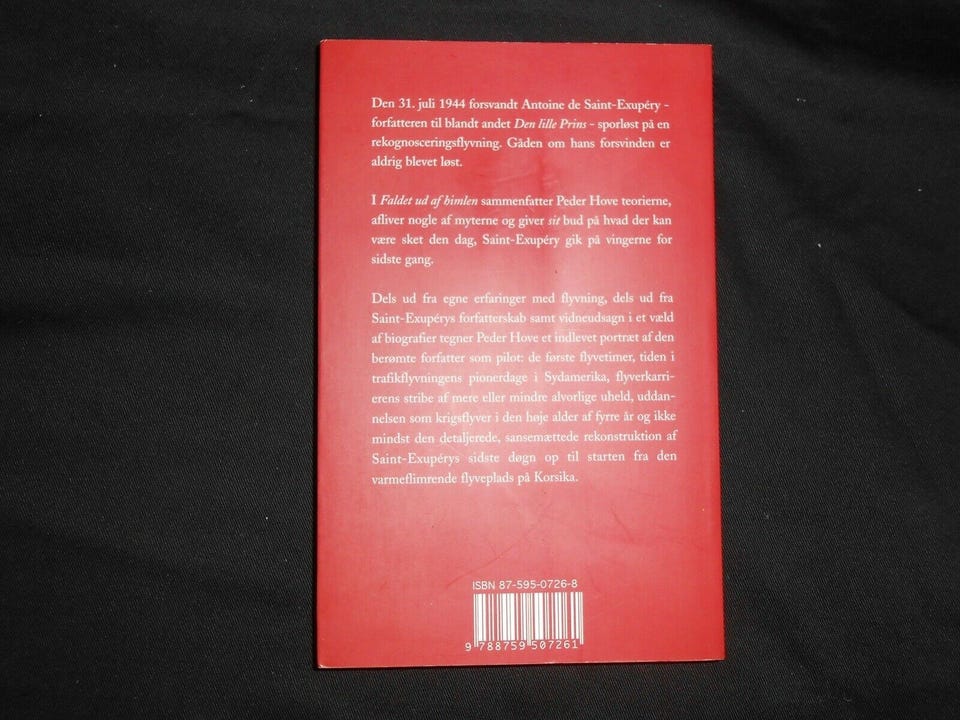 Den 31. juli 1944 forsvandt Antoine de Saint-Exupéry -
forfatteren til blandt andet Den lille Prins - sporløst på en
rekognosceringsflyvning. Gåden om hans forsvinden er
aldrig blevet løst.
I Faldet ud af himlen sammenfatter Peder Hove teorierne,
afliver nogle af myterne og giver sit bud på hvad der kan
være sket den dag, Saint-Exupéry gik på vingerne for
sidste gang.
Dels ud fra egne erfaringer med flyvning, dels ud fra
Saint-Exupérys forfatterskab samt vidneudsagn i et væld
af biografier tegner Peder Hove et indlevet portræt af den
berømte forfatter som pilot: de første flyvetimer, tiden i
trafikflyvningens pionerdage i Sydamerika, flyverkarri-
erens stribe af mere eller mindre alvorlige uheld, uddan-
nelsen som krigsflyver i den høje alder af fyrre år og ikke
mindst den detaljerede, sansemættede rekonstruktion af
Saint-Exupérys sidste døgn op til starten fra den
varmeflimrende flyveplads på Korsika.
ISBN 87-595-0726-8
9 788759 507261